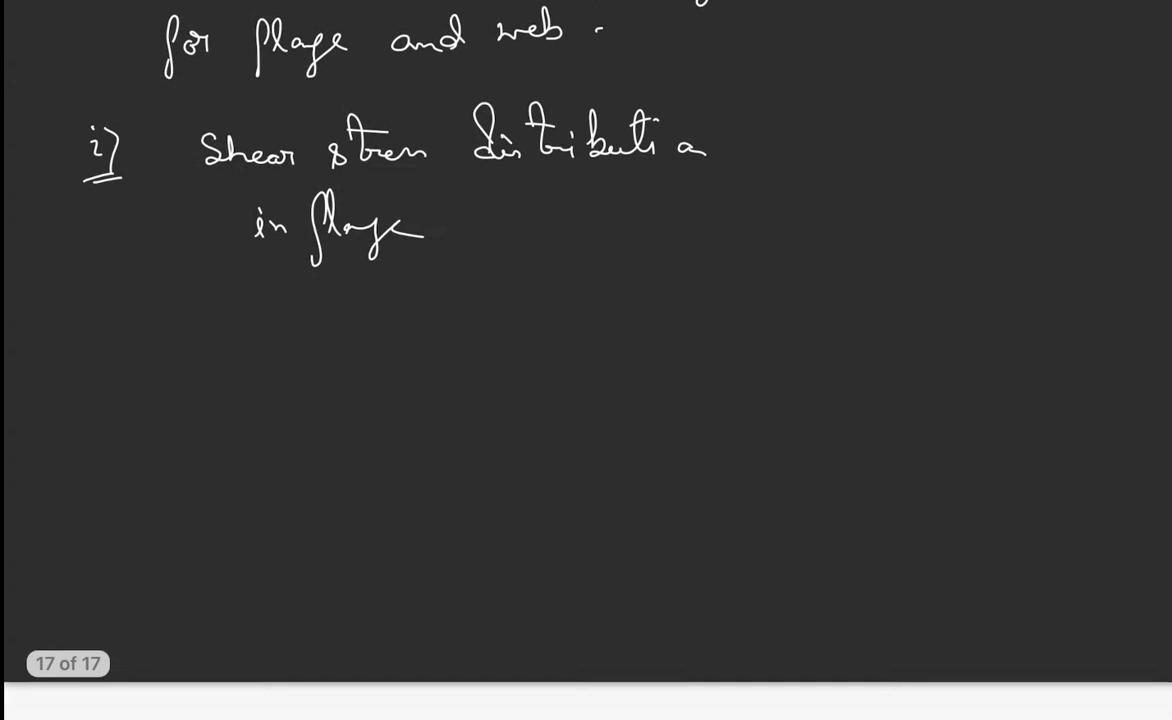 for flange and web.
i) Shear stress distribution
in flange
17 of 17